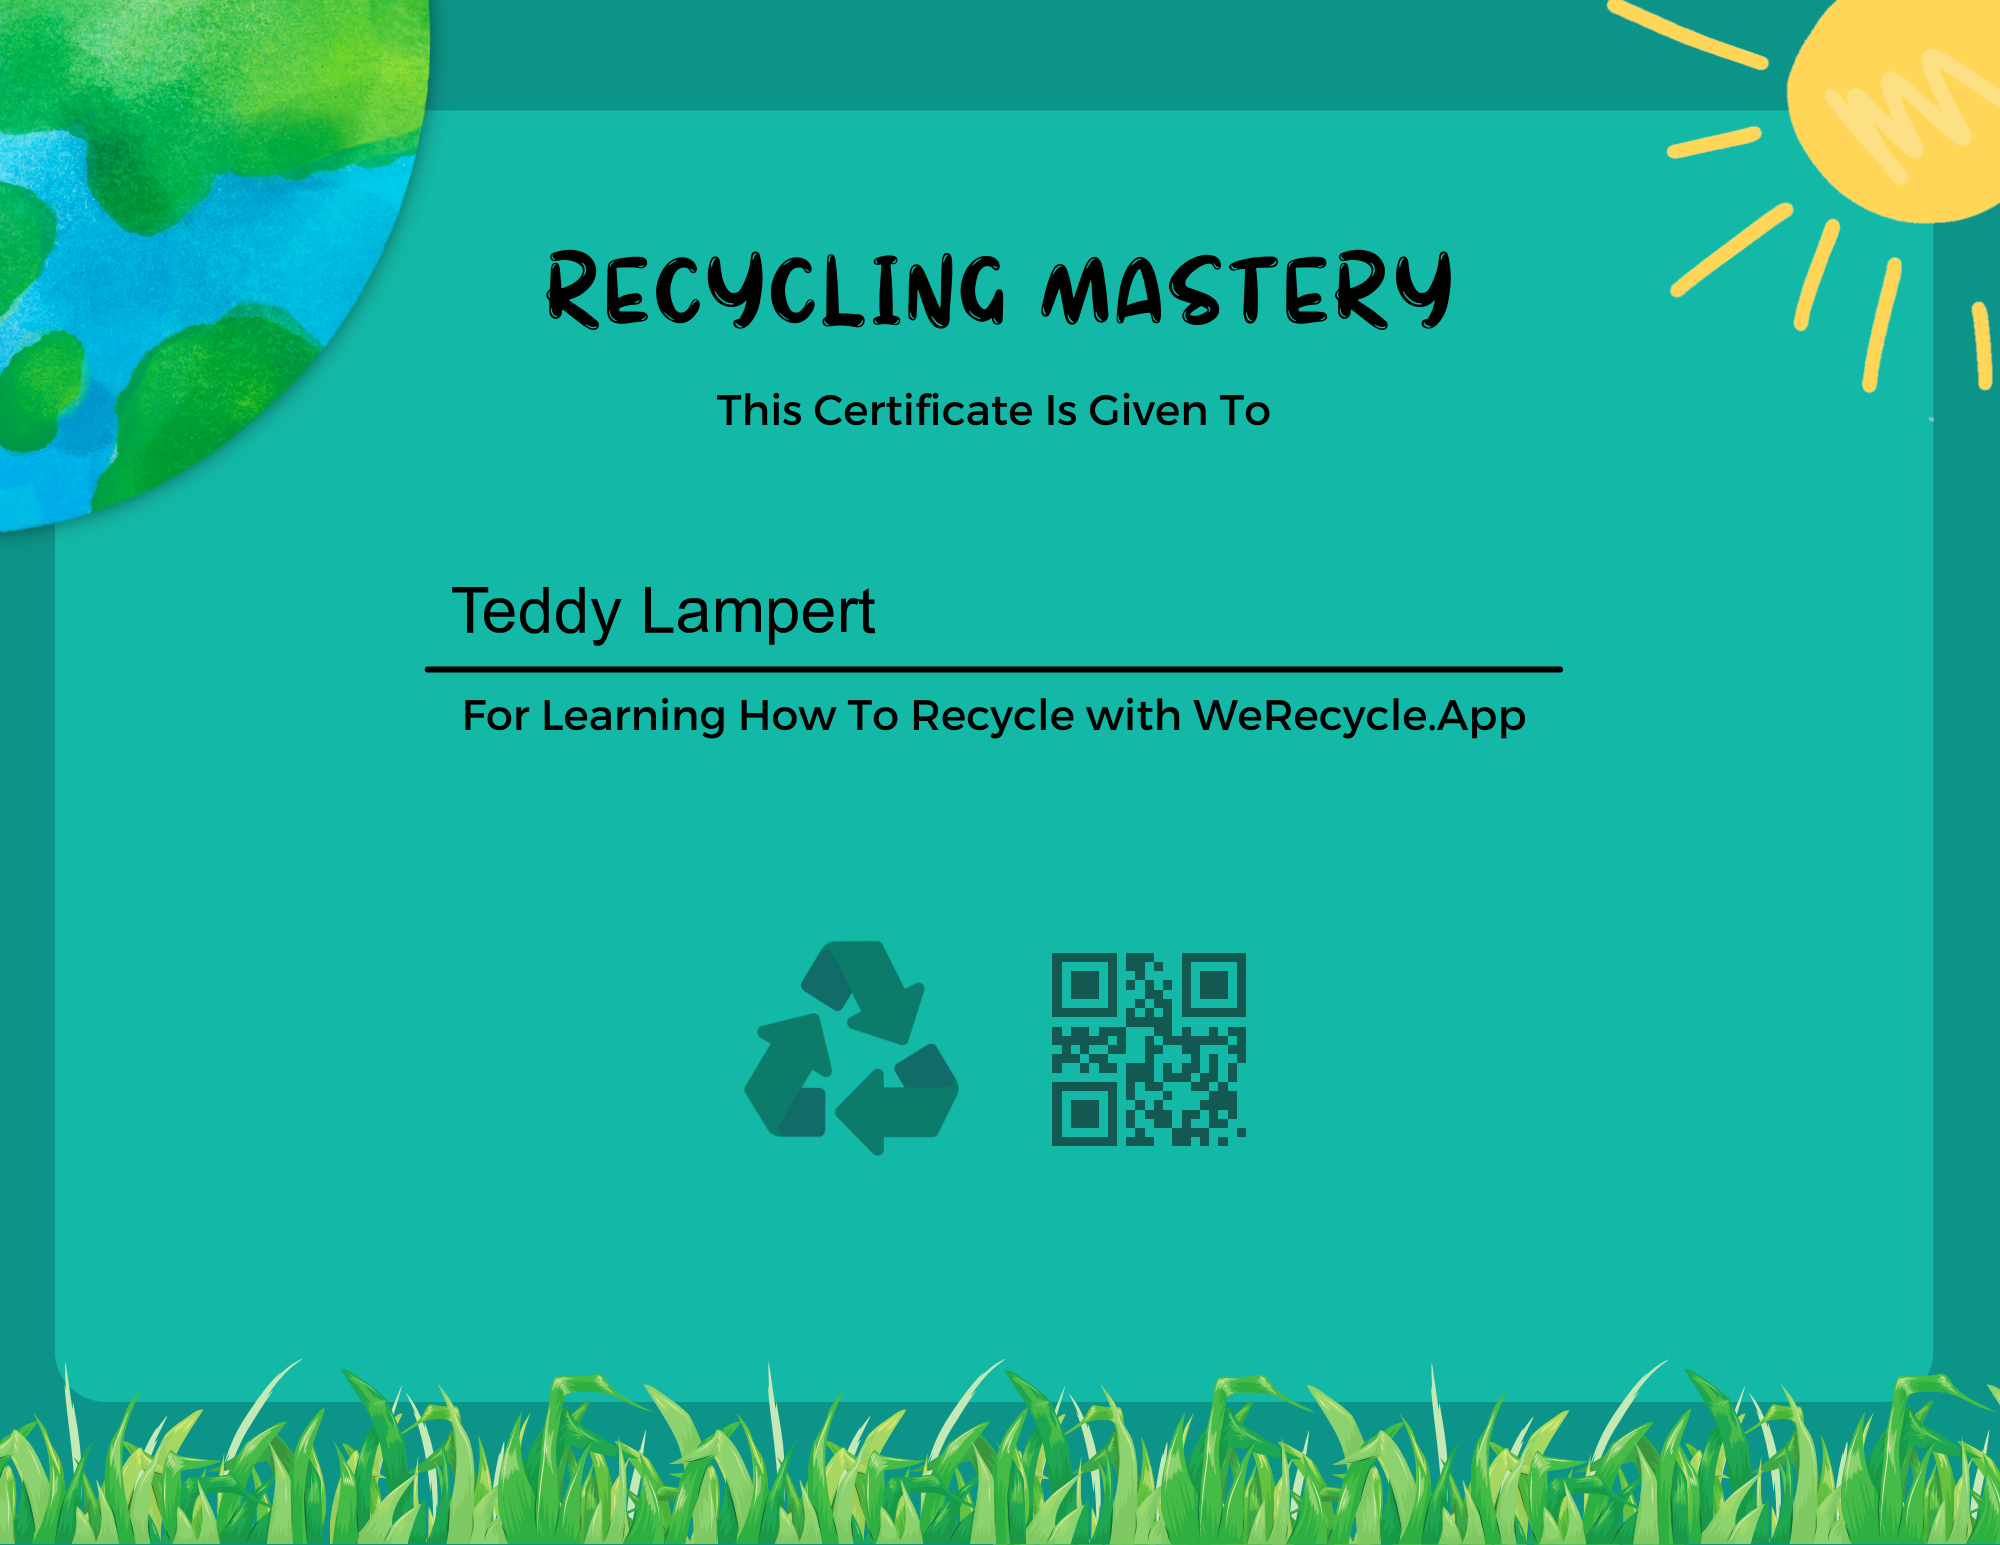 RECYCLING MASTERY
This Certificate Is Given To
Teddy Lampert
For Learning How To Recycle with WeRecycle.App